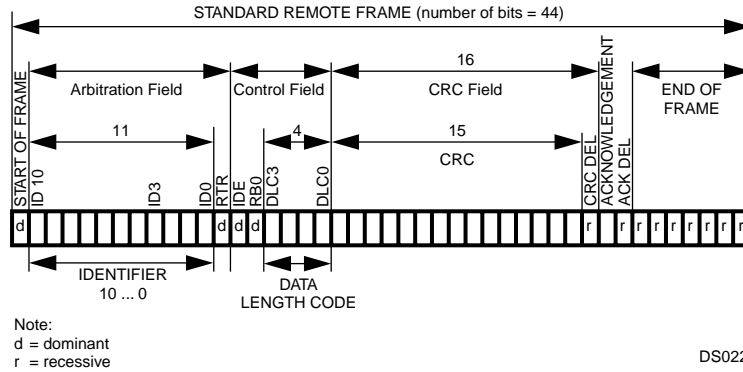 STANDARD REMOTE FRAME (number of bits = 44)
16
Arbitration Field
Control Field
CRC Field
END OF
FRAME
11
4
15
CRC
START OF FRAME
ID 10
ID3
ID0
RTR
IDE
RB0
DLC3
DLC0
CRC DEL
ACKNOWLEDGEMENT
ACK DEL
d d d d r r r r r r r r r
IDENTIFIER
10 ... 0
DATA
LENGTH CODE
Note:
d = dominant
r = recessive
DS022